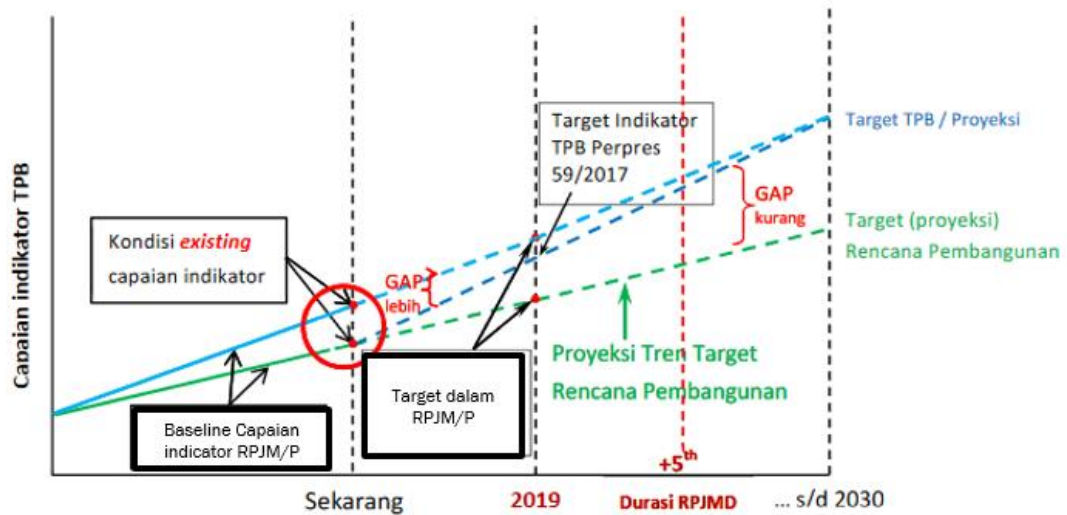 Capaian indikator TPB
Kondisi existing
capaian indikator
Baseline Capaian
indicator RPJM/P
GAP
lebih
Target dalam
RPJM/P
Target Indikator
TPB Perpres
59/2017
GAP
kurang
Proyeksi Tren Target
Rencana Pembangunan
Target TPB / Proyeksi
Target (proyeksi)
Rencana Pembangunan
+5th
Sekarang
2019
Durasi RPJMD
... s/d 2030